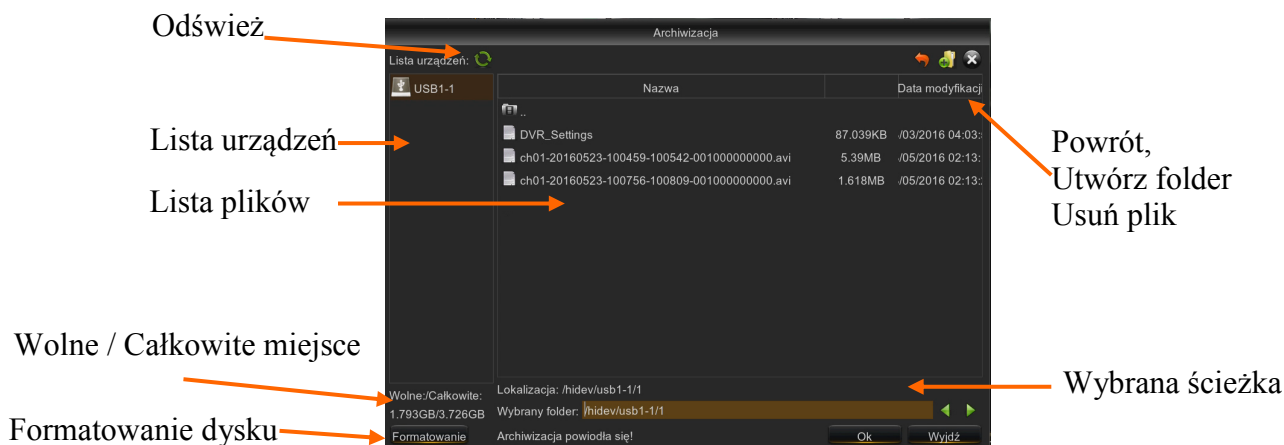 Odśwież
Archiwizacja
Lista urządzeń:
USB1-1
Nazwa
Data modyfikacji
..
DVR_Settings
87.039KB
/03/2016 04:03:
ch01-20160523-100459-100542-001000000000.avi
5.39MB
/05/2016 02:13:
ch01-20160523-100756-100809-001000000000.avi
1.618MB
/05/2016 02:13:
Lista urządzeń
Lista plików
Powrót,
Utwórz folder
Usuń plik
Wolne / Całkowite miejsce
Wybrana ścieżka
Formatowanie dysku
Wolne:/Całkowite:
1.793GB/3.726GB
Formatowanie
Lokalizacja: /hidev/usb1-1/1
Wybrany folder: /hidev/usb1-1/1
Archiwizacja powiodła się!
Ok
Wyjdź